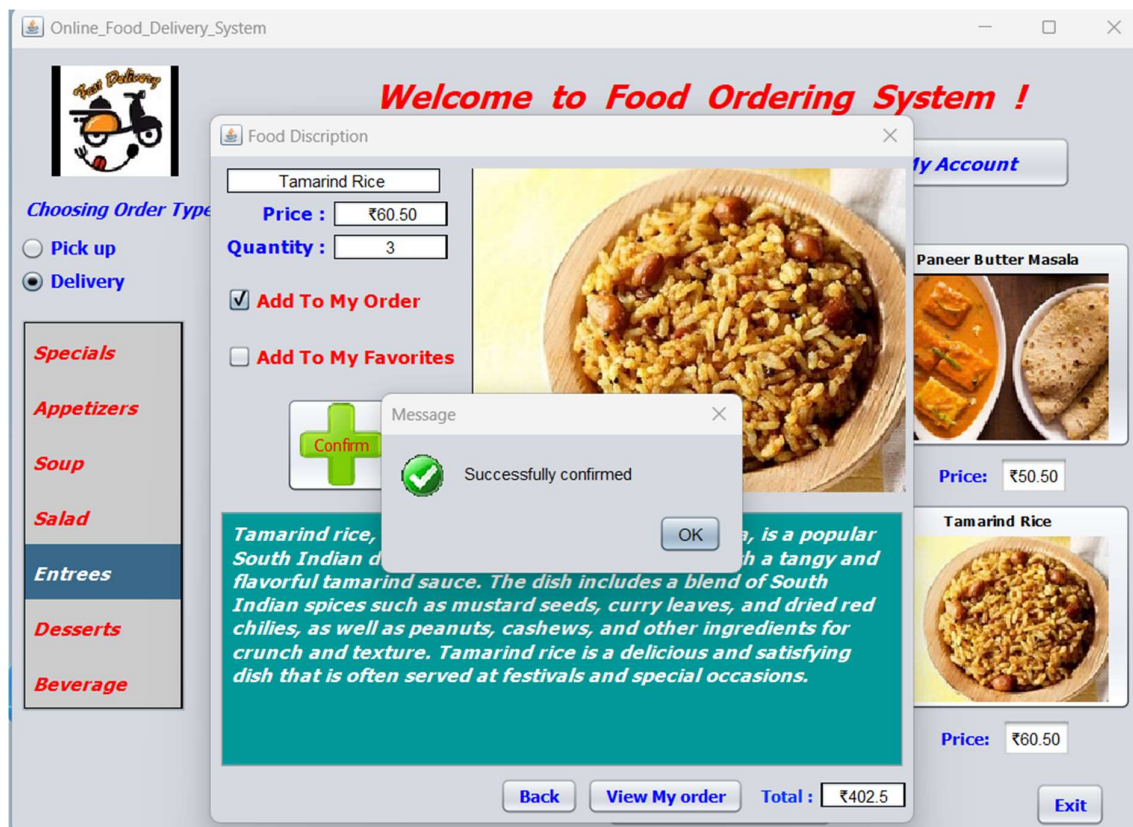 Online_Food_Delivery_System
Fast Delivery
Welcome to Food Ordering System !
Food Discription
My Account
Tamarind Rice
Choosing Order Type
Price : ₹60.50
Pick up
Quantity : 3
Delivery
Paneer Butter Masala
Add To My Order
Specials
Add To My Favorites
Appetizers
Message
Confirm
Soup
Successfully confirmed
Price: ₹50.50
Salad
OK
Tamarind Rice
Tamarind rice, a, is a popular
South Indian d h a tangy and
Entrees
flavorful tamarind sauce. The dish includes a blend of South
Indian spices such as mustard seeds, curry leaves, and dried red
Desserts
chilies, as well as peanuts, cashews, and other ingredients for
crunch and texture. Tamarind rice is a delicious and satisfying
Beverage
dish that is often served at festivals and special occasions.
Price: ₹60.50
Back
View My order
Total : ₹402.5
Exit